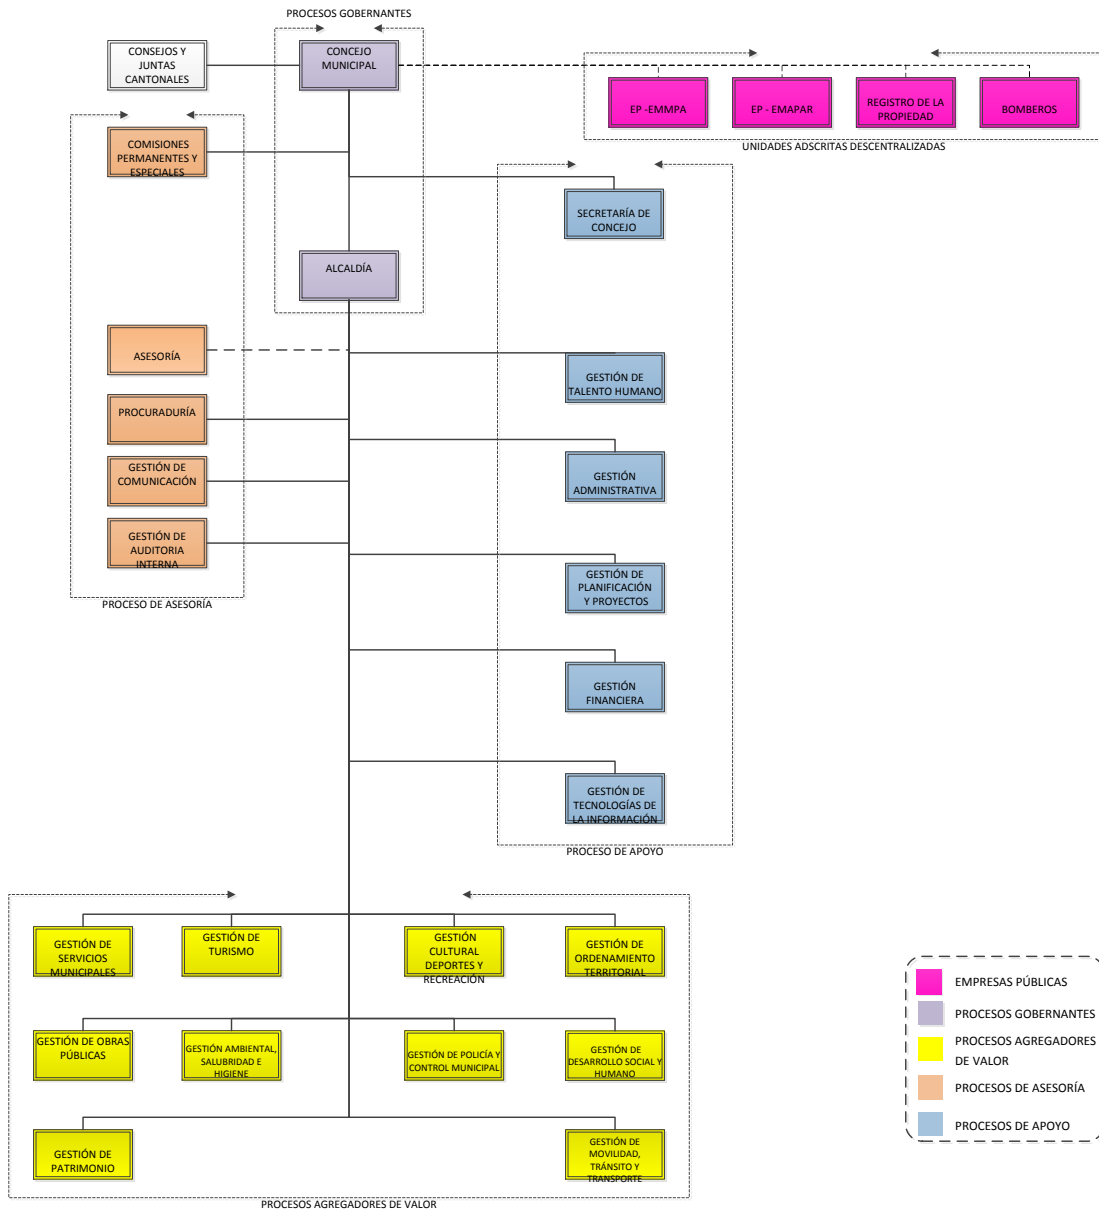 PROCESOS GOBERNANTES
CONSEJOS Y
JUNTAS
CANTONALES
CONCEJO
MUNICIPAL
EP -EMMPA
EP - EMAPAR
REGISTRO DE LA
PROPIEDAD
BOMBEROS
UNIDADES ADSCRITAS DESCENTRALIZADAS
COMISIONES
PERMANENTES Y
ESPECIALES
SECRETARÍA DE
CONCEJO
ALCALDÍA
ASESORÍA
GESTIÓN DE
TALENTO HUMANO
PROCURADURÍA
GESTIÓN DE
COMUNICACIÓN
GESTIÓN
ADMINISTRATIVA
GESTIÓN DE
AUDITORIA
INTERNA
GESTIÓN DE
PLANIFICACIÓN
Y PROYECTOS
PROCESO DE ASESORÍA
GESTIÓN
FINANCIERA
GESTIÓN DE
TECNOLOGÍAS DE
LA INFORMACIÓN
PROCESO DE APOYO
GESTIÓN DE
SERVICIOS
MUNICIPALES
GESTIÓN DE
TURISMO
GESTIÓN
CULTURAL
DEPORTES Y
RECREACIÓN
GESTIÓN DE
ORDENAMIENTO
TERRITORIAL
GESTIÓN DE OBRAS
PÚBLICAS
GESTIÓN AMBIENTAL,
SALUBRIDAD E
HIGIENE
GESTIÓN DE POLICÍA Y
CONTROL MUNICIPAL
GESTIÓN DE
DESARROLLO SOCIAL Y
HUMANO
GESTIÓN DE
PATRIMONIO
GESTIÓN DE
MOVILIDAD,
TRÁNSITO Y
TRANSPORTE
PROCESOS AGREGADORES DE VALOR
EMPRESAS PÚBLICAS
PROCESOS GOBERNANTES
PROCESOS AGREGADORES
DE VALOR
PROCESOS DE ASESORÍA
PROCESOS DE APOYO